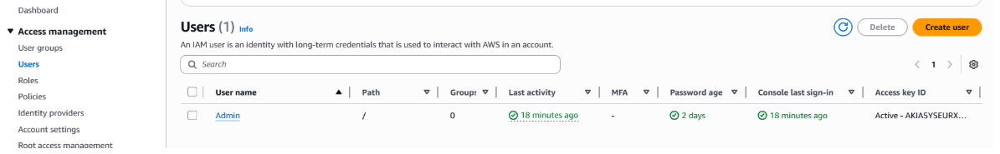 Dashboard
Access management
User groups
Users
Roles
Policies
Identity providers
Account settings
Root access management
Users (1) Info
Delete
Create user
An IAM user is an identity with long-term credentials that is used to interact with AWS in an account.
Search
1
User name Path Groups Last activity MFA Password age Console last sign-in Access key ID
Admin / 0 18 minutes ago - 2 days 18 minutes ago Active - AKIA5YSEURX...